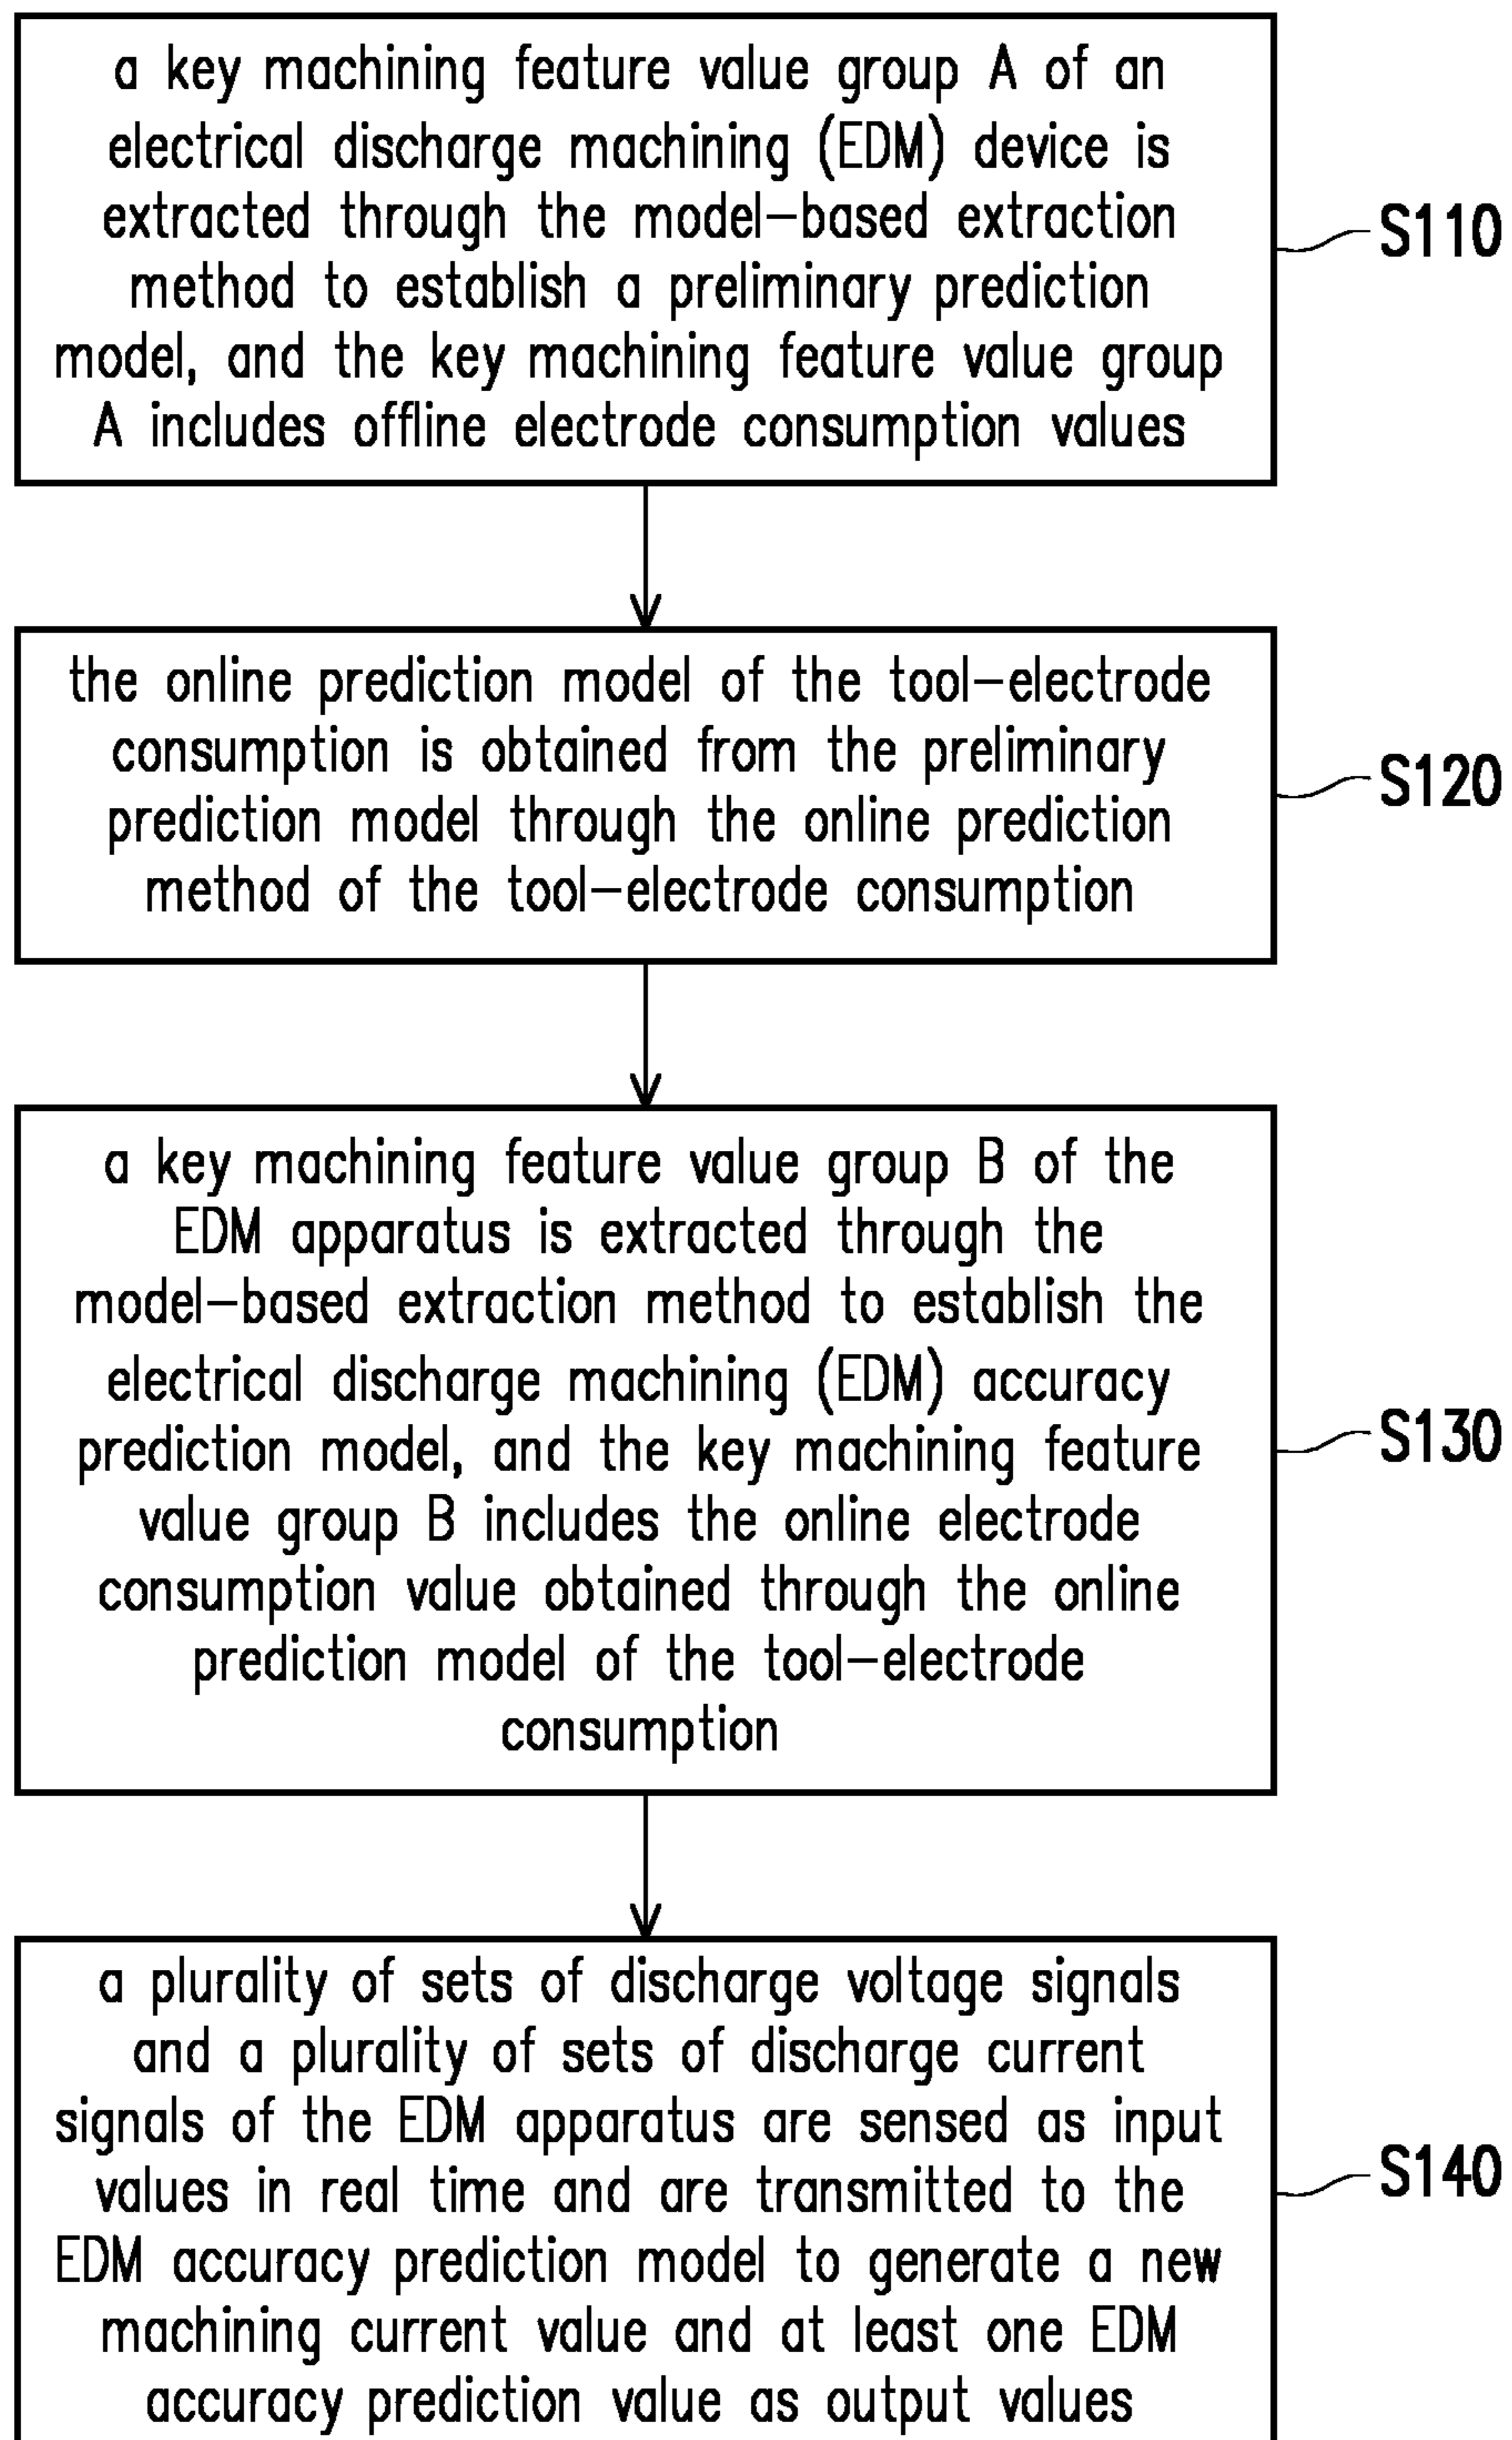 a key machining feature value group A of an
electrical discharge machining (EDM) device is
extracted through the model-based extraction
method to establish a preliminary prediction
model, and the key machining feature value group
A includes offline electrode consumption values
S110
the online prediction model of the tool-electrode
consumption is obtained from the preliminary
prediction model through the online prediction
method of the tool-electrode consumption
S120
a key machining feature value group B of the
EDM apparatus is extracted through the
model-based extraction method to establish the
electrical discharge machining (EDM) accuracy
prediction model, and the key machining feature
value group B includes the online electrode
consumption value obtained through the online
prediction model of the tool-electrode
consumption
S130
a plurality of sets of discharge voltage signals
and a plurality of sets of discharge current
signals of the EDM apparatus are sensed as input
values in real time and are transmitted to the
EDM accuracy prediction model to generate a new
machining current value and at least one EDM
accuracy prediction value as output values
S140